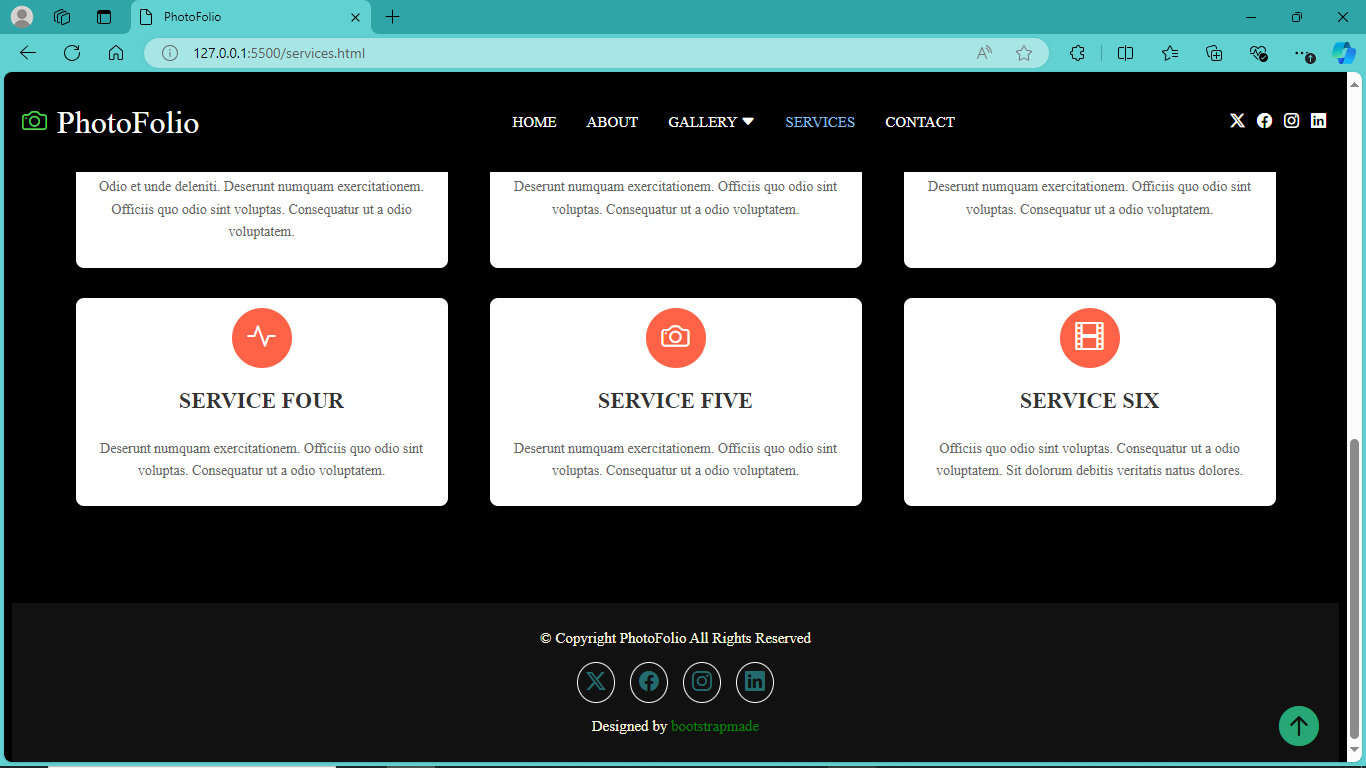 PhotoFolio
127.0.0.1:5500/services.html
PhotoFolio
HOME ABOUT GALLERY SERVICES CONTACT
Odio et unde deleniti. Deserunt numquam exercitationem.
Officiis quo odio sint voluptas. Consequatur ut a odio
voluptatem.
Deserunt numquam exercitationem. Officiis quo odio sint
voluptas. Consequatur ut a odio voluptatem.
Deserunt numquam exercitationem. Officiis quo odio sint
voluptas. Consequatur ut a odio voluptatem.
SERVICE FOUR
Deserunt numquam exercitationem. Officiis quo odio sint
voluptas. Consequatur ut a odio voluptatem.
SERVICE FIVE
Deserunt numquam exercitationem. Officiis quo odio sint
voluptas. Consequatur ut a odio voluptatem.
SERVICE SIX
Officiis quo odio sint voluptas. Consequatur ut a odio
voluptatem. Sit dolorum debitis veritatis natus dolores.
© Copyright PhotoFolio All Rights Reserved
Designed by bootstrapmade